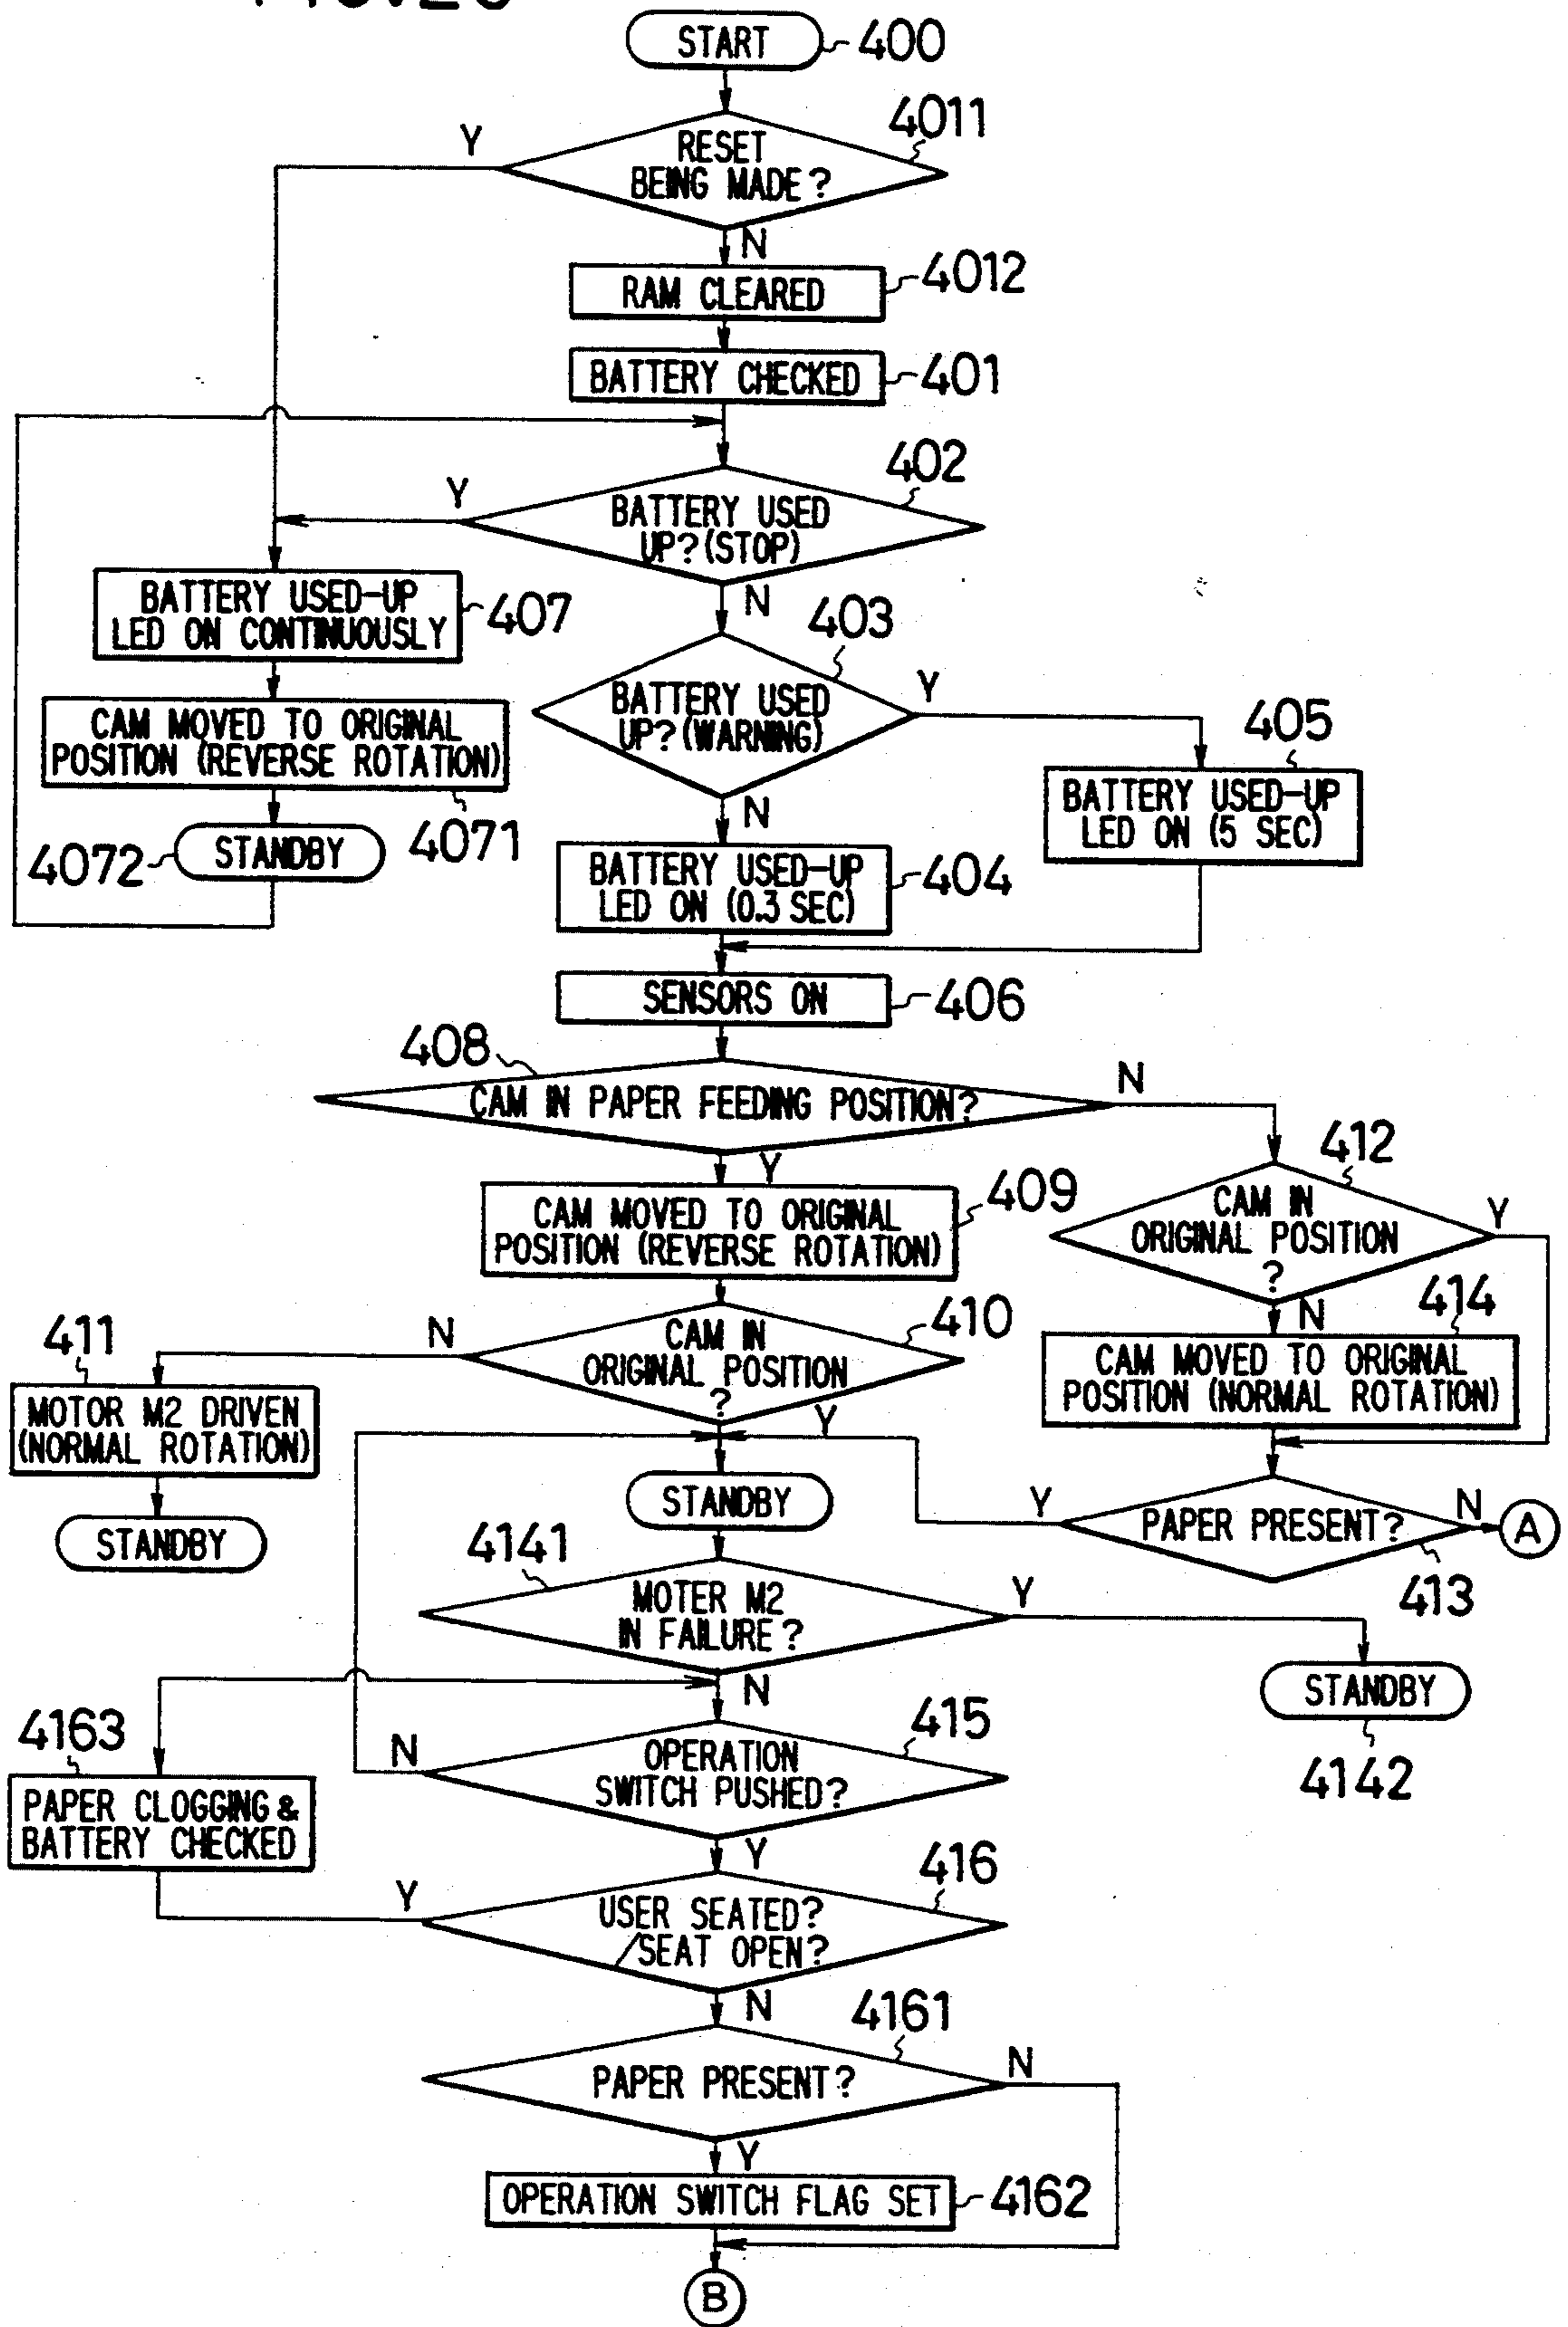 START
400
4011
Y
RESET
BEING MADE?
N
RAM CLEARED
4012
BATTERY CHECKED
401
402
Y
BATTERY USED
UP? (STOP)
N
BATTERY USED-UP
LED ON CONTINUOUSLY
407
403
BATTERY USED
UP? (WARNING)
Y
N
CAM MOVED TO ORIGINAL
POSITION (REVERSE ROTATION)
4071
405
BATTERY USED-UP
LED ON (5 SEC)
4072
STANDBY
BATTERY USED-UP
LED ON (0.3 SEC)
404
SENSORS ON
406
408
CAM IN PAPER FEEDING POSITION?
N
Y
412
CAM IN
ORIGINAL POSITION
?
Y
N
CAM MOVED TO ORIGINAL
POSITION (REVERSE ROTATION)
409
414
CAM MOVED TO ORIGINAL
POSITION (NORMAL ROTATION)
410
N
CAM IN
ORIGINAL POSITION
?
Y
411
MOTOR M2 DRIVEN
(NORMAL ROTATION)
STANDBY
STANDBY
Y
PAPER PRESENT?
N
A
413
4141
MOTER M2
IN FAILURE?
Y
N
STANDBY
4142
4163
PAPER CLOGGING &
BATTERY CHECKED
415
N
OPERATION
SWITCH PUSHED?
Y
416
Y
USER SEATED?
/SEAT OPEN?
N
4161
PAPER PRESENT?
N
Y
OPERATION SWITCH FLAG SET
4162
B